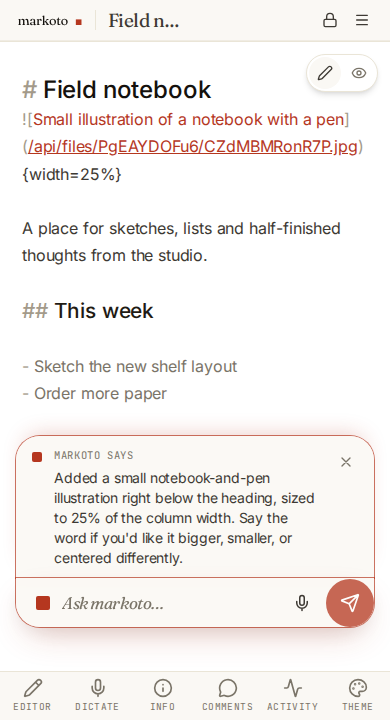 markoto
Field n...
# Field notebook
![Small illustration of a notebook with a pen]
(/api/files/PgEAYDOFu6/CZdMBMRonR7P.jpg)
{width=25%}
A place for sketches, lists and half-finished
thoughts from the studio.
## This week
- Sketch the new shelf layout
- Order more paper
MARKOTO SAYS
Added a small notebook-and-pen
illustration right below the heading, sized
to 25% of the column width. Say the
word if you'd like it bigger, smaller, or
centered differently.
Ask markoto...
EDITOR DICTATE INFO COMMENTS ACTIVITY THEME